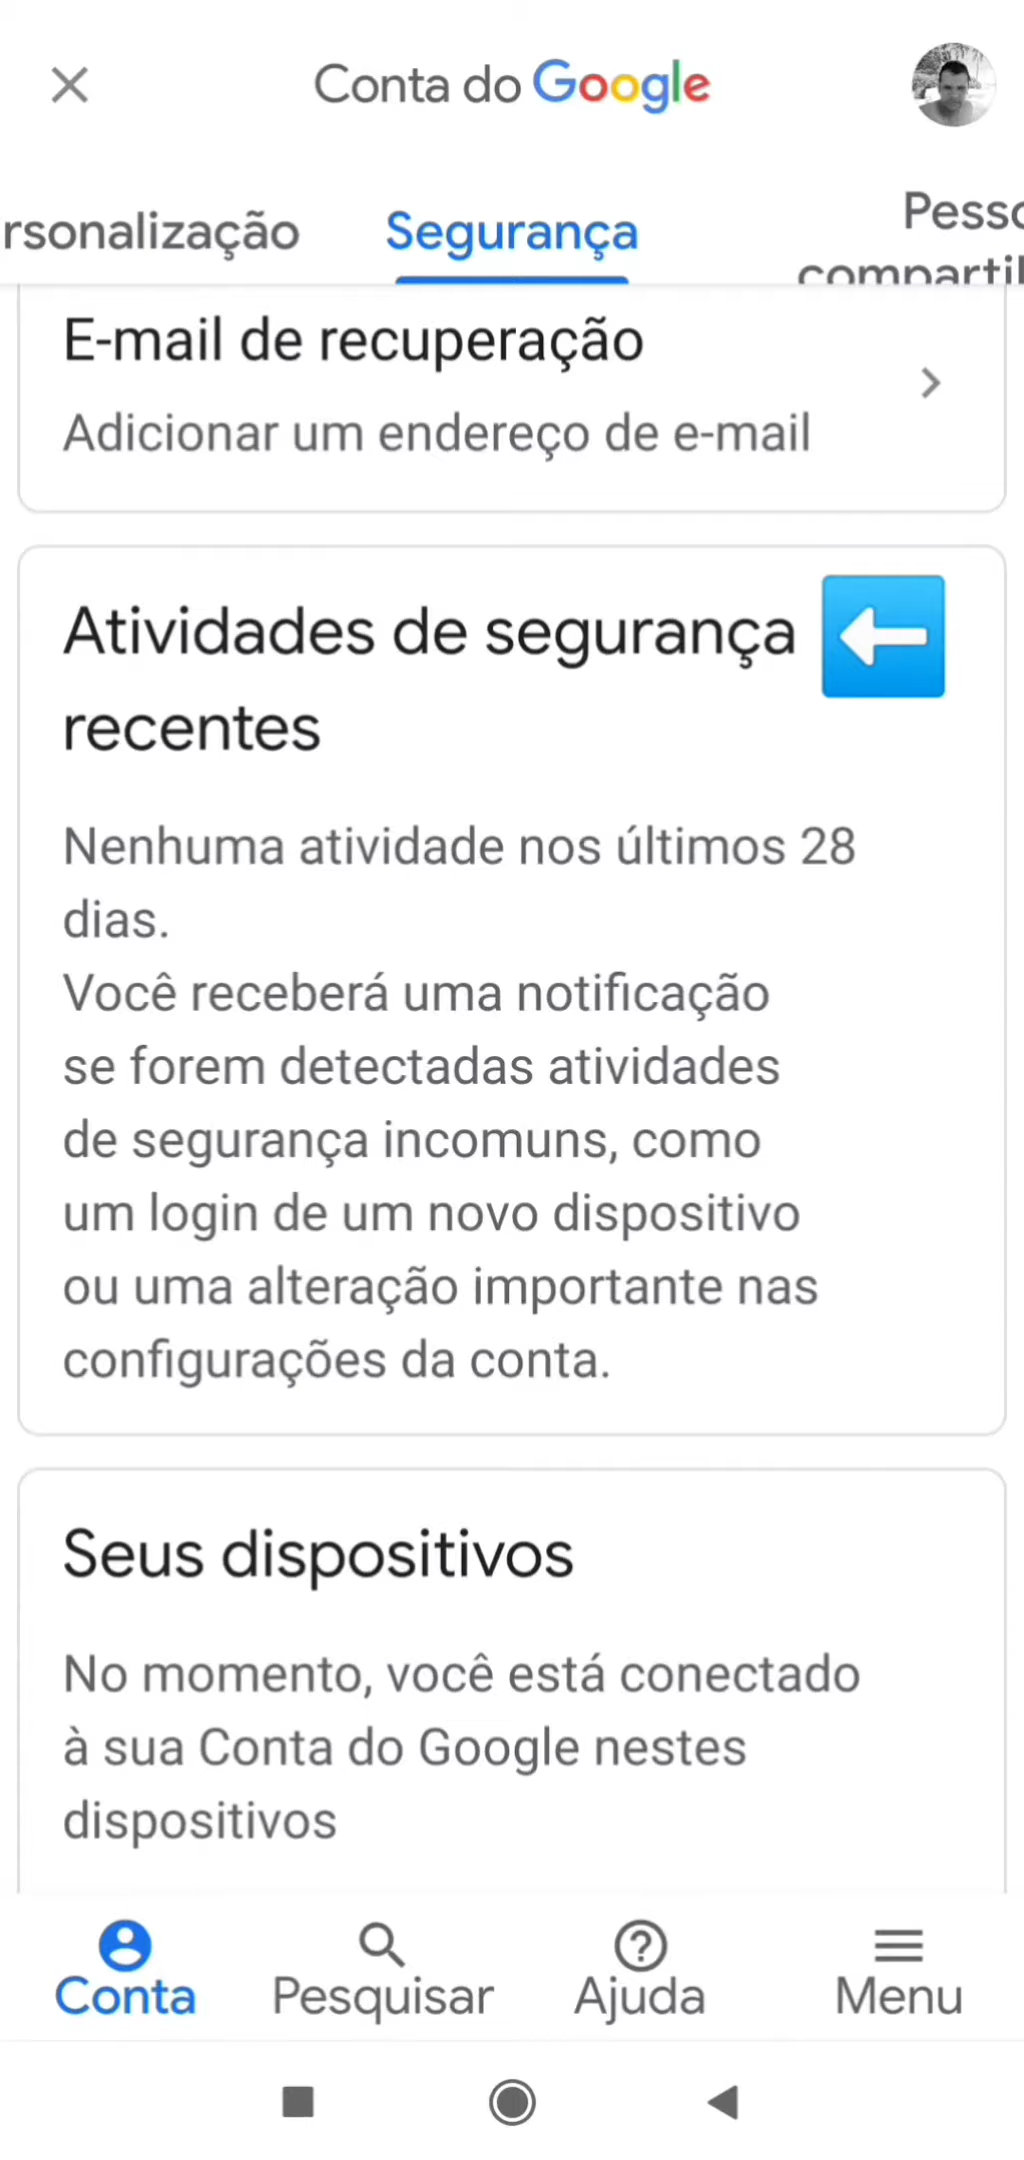 Conta do Google
rsonalização
Segurança
Pesso
compartil
E-mail de recuperação
Adicionar um endereço de e-mail
Atividades de segurança
recentes
Nenhuma atividade nos últimos 28
dias.
Você receberá uma notificação
se forem detectadas atividades
de segurança incomuns, como
um login de um novo dispositivo
ou uma alteração importante nas
configurações da conta.
Seus dispositivos
No momento, você está conectado
à sua Conta do Google nestes
dispositivos
Conta
Pesquisar
Ajuda
Menu